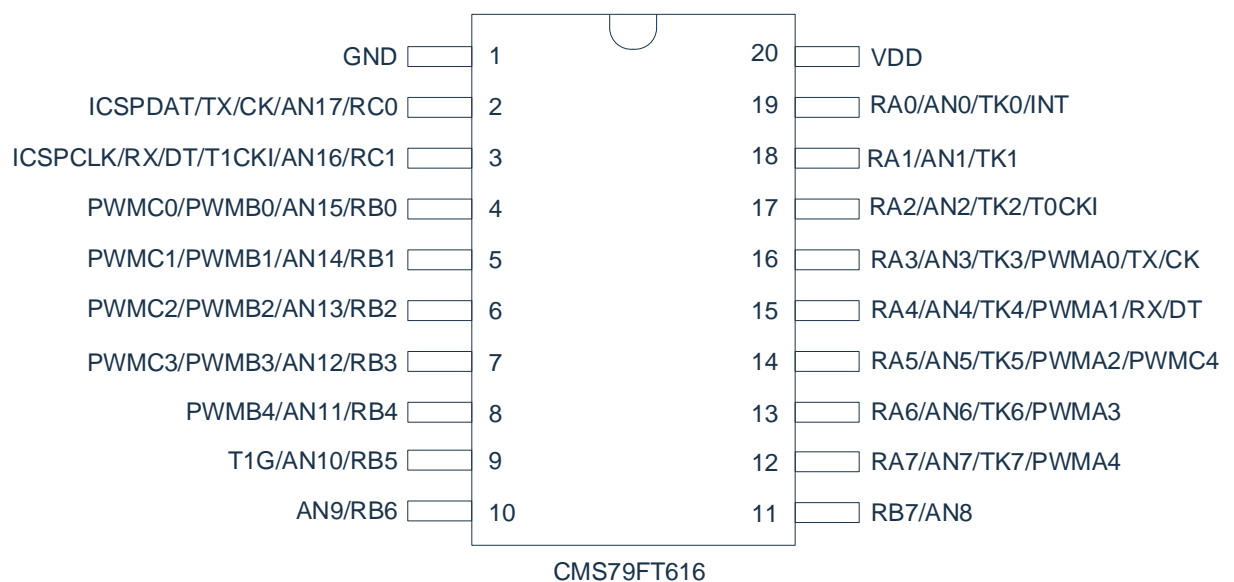 GND 1 20 VDD
ICSPDAT/TX/CK/AN17/RC0 2 19 RA0/AN0/TK0/INT
ICSPCLK/RX/DT/T1CKI/AN16/RC1 3 18 RA1/AN1/TK1
PWMC0/PWMB0/AN15/RB0 4 17 RA2/AN2/TK2/T0CKI
PWMC1/PWMB1/AN14/RB1 5 16 RA3/AN3/TK3/PWMA0/TX/CK
PWMC2/PWMB2/AN13/RB2 6 15 RA4/AN4/TK4/PWMA1/RX/DT
PWMC3/PWMB3/AN12/RB3 7 14 RA5/AN5/TK5/PWMA2/PWMC4
PWMB4/AN11/RB4 8 13 RA6/AN6/TK6/PWMA3
T1G/AN10/RB5 9 12 RA7/AN7/TK7/PWMA4
AN9/RB6 10 11 RB7/AN8
CMS79FT616